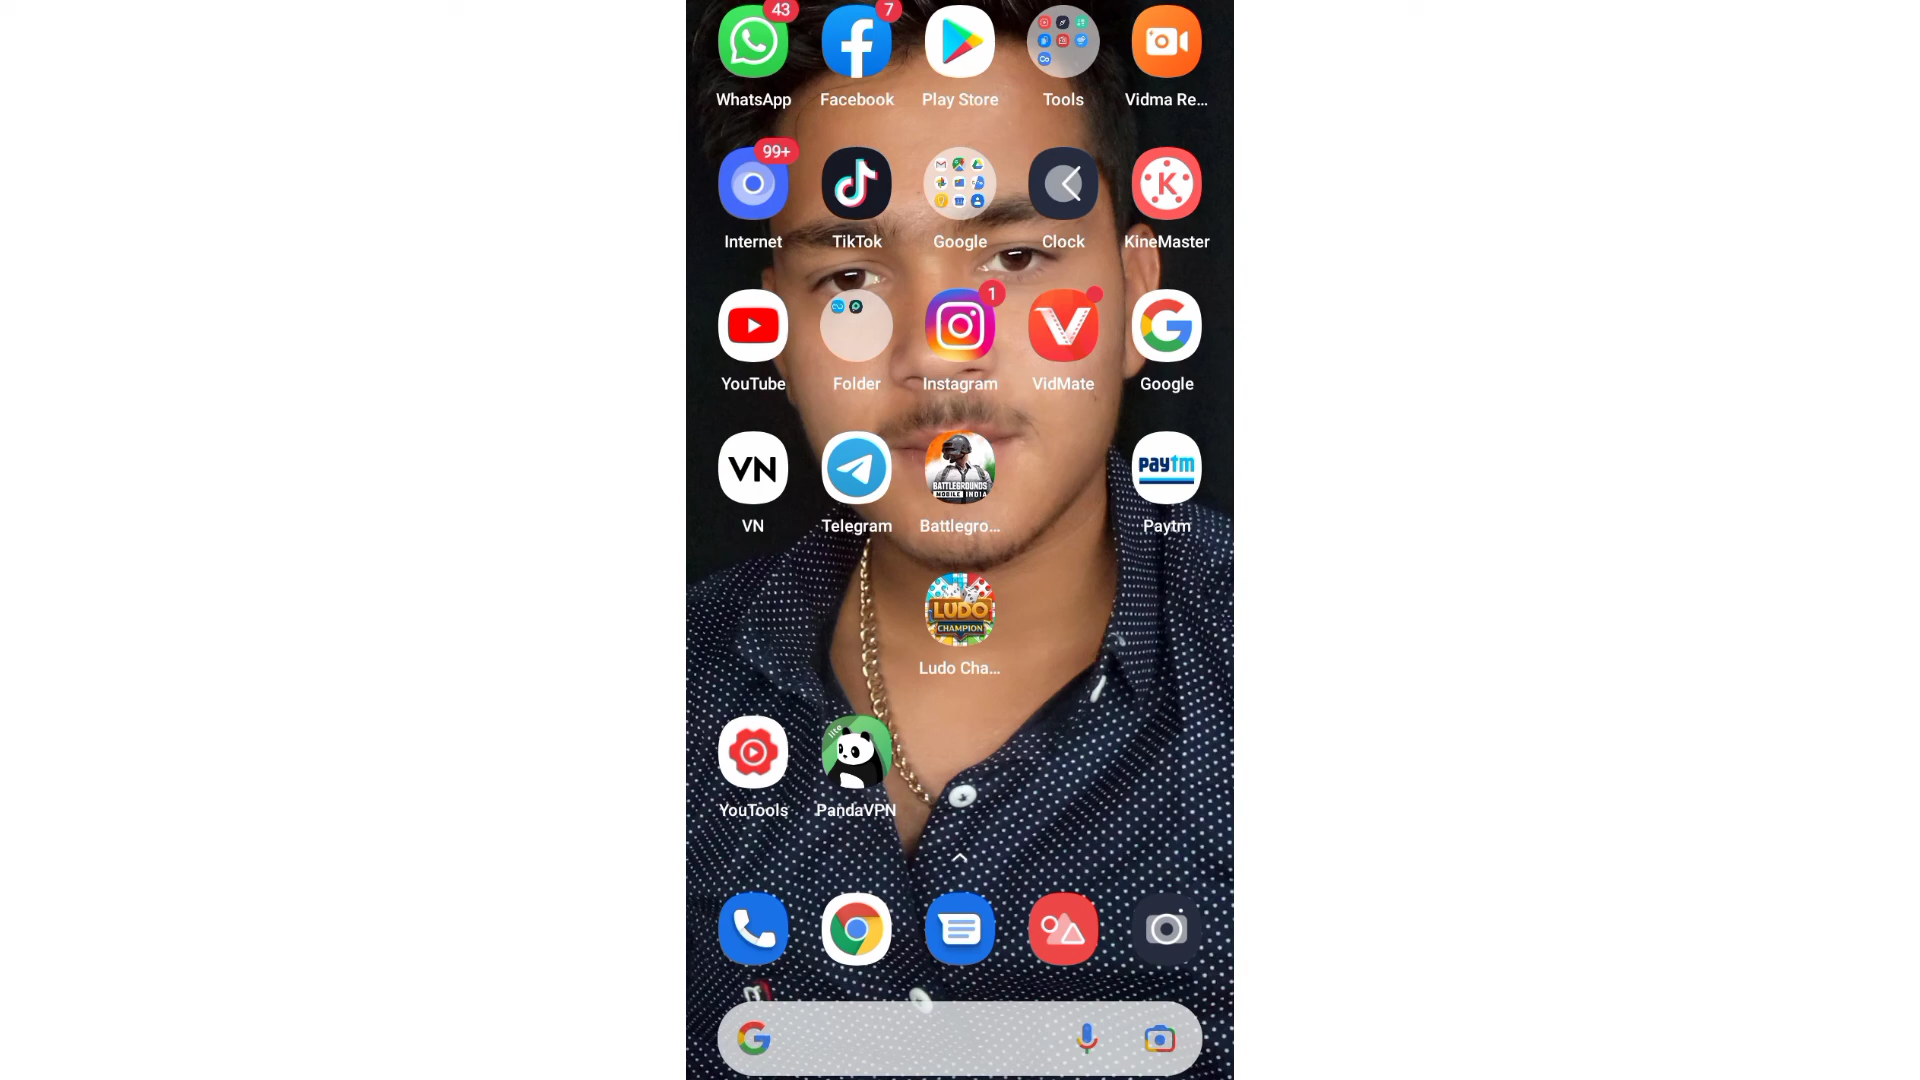 43 7
WhatsApp Facebook Play Store Tools Vidma Re...
99+
K
Internet TikTok Google Clock KineMaster
1
YouTube Folder Instagram VidMate Google
VN paytm
BATTLEGROUNDS
MOBILE INDIA
VN Telegram Battlegro... Paytm
LUDO
CHAMPION
Ludo Cha...
lite
YouTools PandaVPN